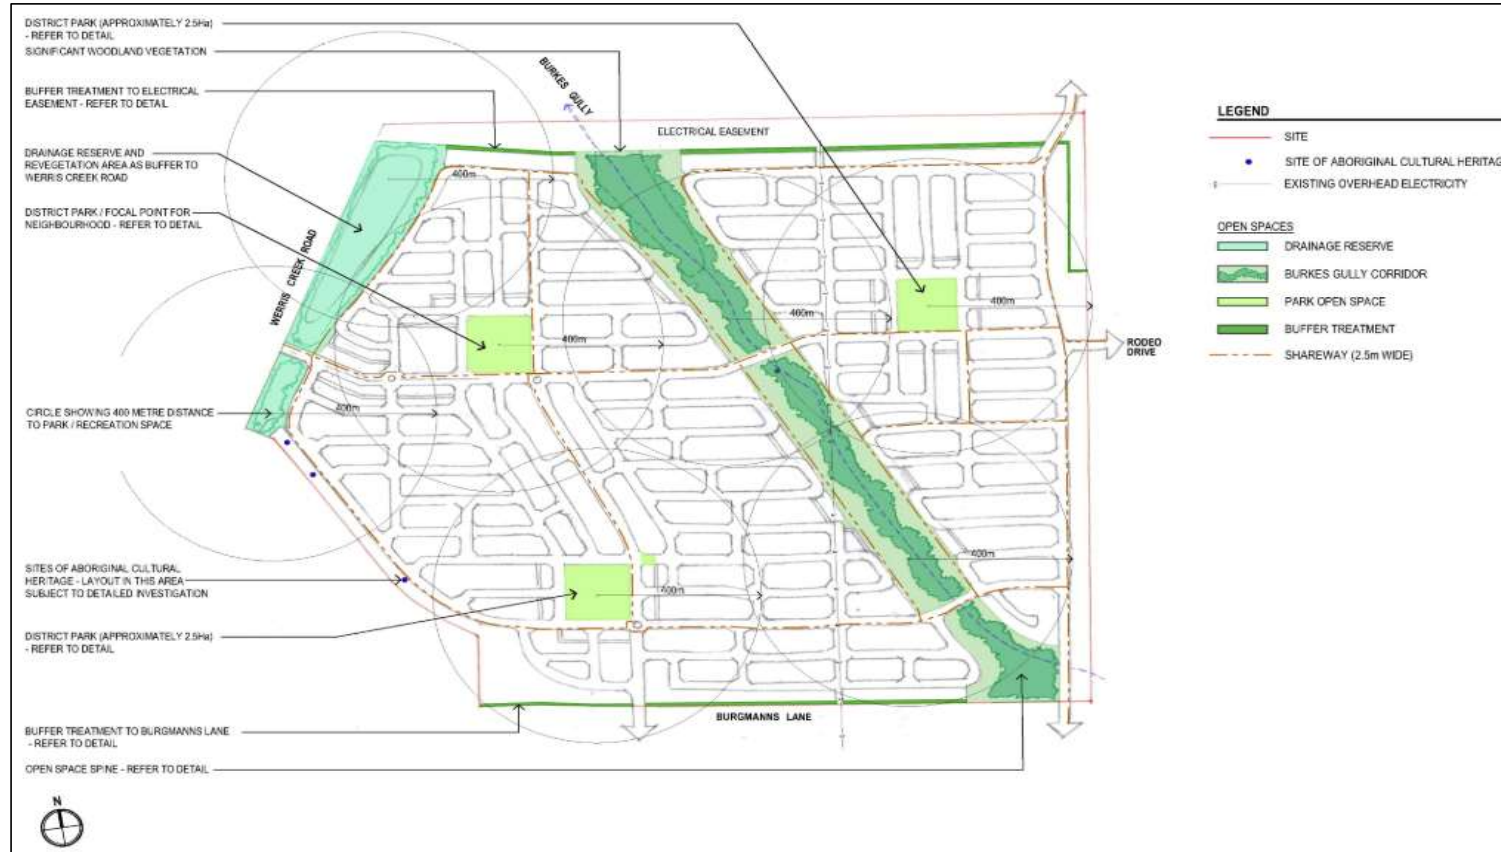 DISTRICT PARK (APPROXIMATELY 2.5Ha)
- REFER TO DETAIL
SIGNIFICANT WOODLAND VEGETATION
BUFFER TREATMENT TO ELECTRICAL
EASEMENT - REFER TO DETAIL
DRAINAGE RESERVE AND
REVEGETATION AREA AS BUFFER TO
WERRIS CREEK ROAD
DISTRICT PARK / FOCAL POINT FOR
NEIGHBOURHOOD - REFER TO DETAIL
CIRCLE SHOWING 400 METRE DISTANCE
TO PARK / RECREATION SPACE
SITES OF ABORIGINAL CULTURAL
HERITAGE - LAYOUT IN THIS AREA
SUBJECT TO DETAILED INVESTIGATION
DISTRICT PARK (APPROXIMATELY 2.5Ha)
- REFER TO DETAIL
BUFFER TREATMENT TO BURGMANNS LANE
- REFER TO DETAIL
OPEN SPACE SPINE - REFER TO DETAIL
N
BURKES GULLY
ELECTRICAL EASEMENT
WERRIS CREEK ROAD
400m
400m
400m
400m
400m
400m
400m
RODEO
DRIVE
BURGMANNS LANE
LEGEND
SITE
SITE OF ABORIGINAL CULTURAL HERITAG
EXISTING OVERHEAD ELECTRICITY
OPEN SPACES
DRAINAGE RESERVE
BURKES GULLY CORRIDOR
PARK OPEN SPACE
BUFFER TREATMENT
SHAREWAY (2.5m WIDE)